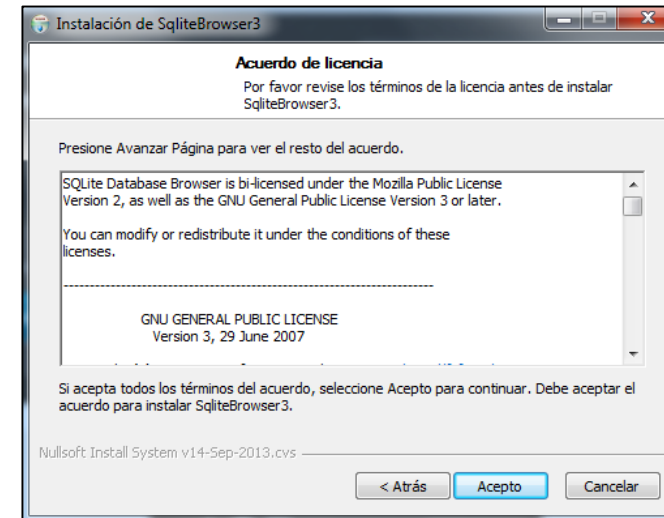 Instalación de SqliteBrowser3
Acuerdo de licencia
Por favor revise los términos de la licencia antes de instalar
SqliteBrowser3.
Presione Avanzar Página para ver el resto del acuerdo.
SQLite Database Browser is bi-licensed under the Mozilla Public License
Version 2, as well as the GNU General Public License Version 3 or later.
You can modify or redistribute it under the conditions of these
licenses.
-----------------------------------------------------------------------
GNU GENERAL PUBLIC LICENSE
Version 3, 29 June 2007
Si acepta todos los términos del acuerdo, seleccione Acepto para continuar. Debe aceptar el
acuerdo para instalar SqliteBrowser3.
Nullsoft Install System v14-Sep-2013.cvs
< Atrás
Acepto
Cancelar